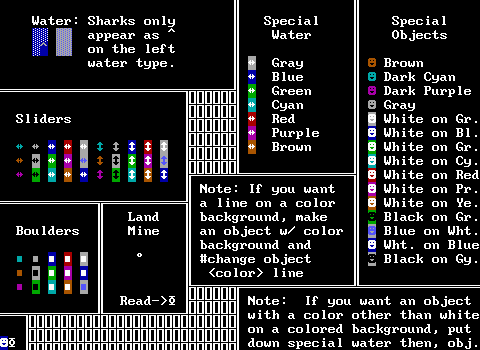 Water: Sharks only
appear as ^
on the left
water type.
Special
Water
Gray
Blue
Green
Cyan
Red
Purple
Brown
Special
Objects
Brown
Dark Cyan
Dark Purple
Gray
White on Gr.
White on Bl.
White on Gr.
White on Cy.
White on Red
White on Pr.
White on Ye.
Black on Gr.
Blue on Wht.
Wht. on Blue
Black on Gy.
Sliders
Boulders
Land
Mine
Read->
Note: If you want
a line on a color
background, make
an object w/ color
background and
#change object
<color> line
Note: If you want an object
with a color other than white
on a colored background, put
down special water then, obj.